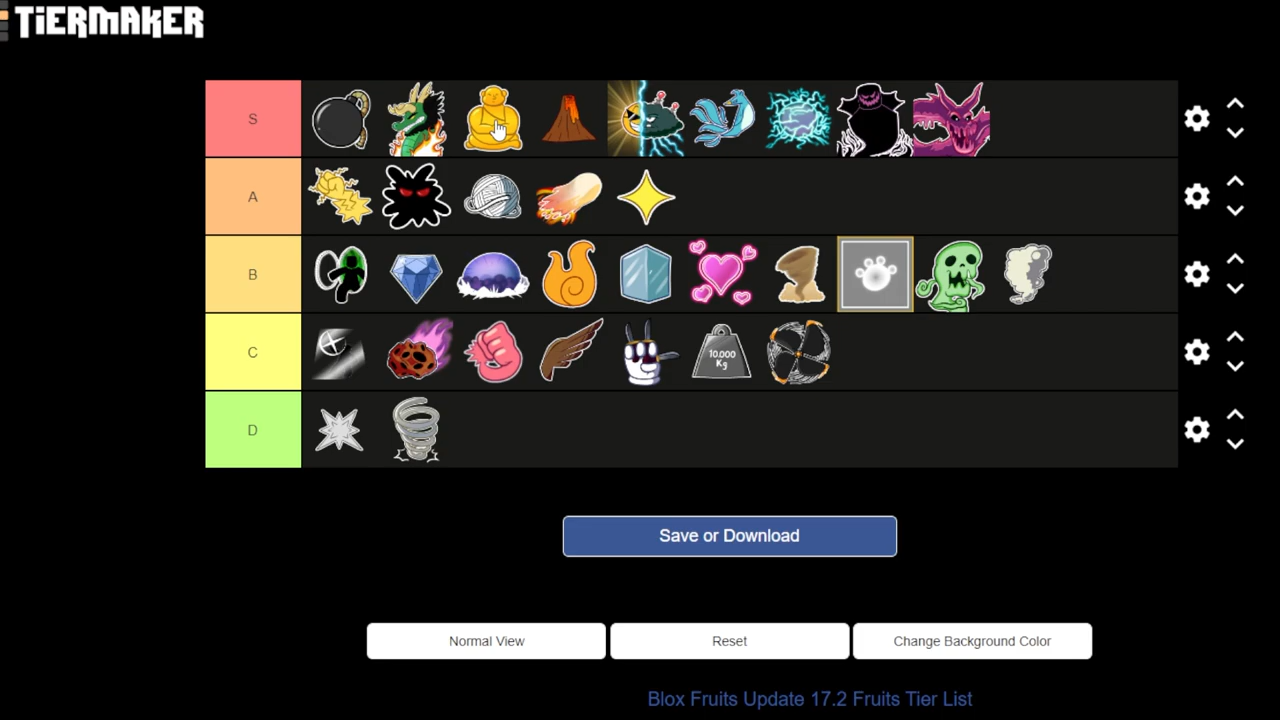 TIERMAKER
S
A
B
C
10.000
Kg
D
Save or Download
Normal View
Reset
Change Background Color
Blox Fruits Update 17.2 Fruits Tier List